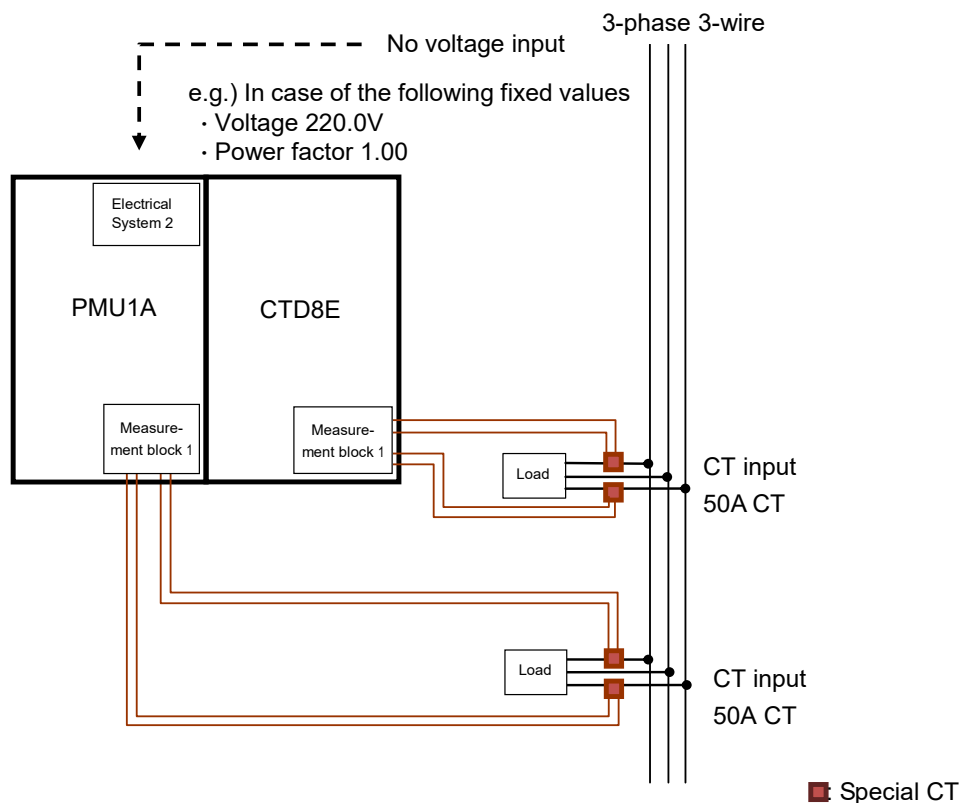 3-phase 3-wire
No voltage input
e.g.) In case of the following fixed values
· Voltage 220.0V
· Power factor 1.00
Electrical
System 2
PMU1A
CTD8E
Measure-
ment block 1
Measure-
ment block 1
Load
CT input
50A CT
Load
CT input
50A CT
: Special CT